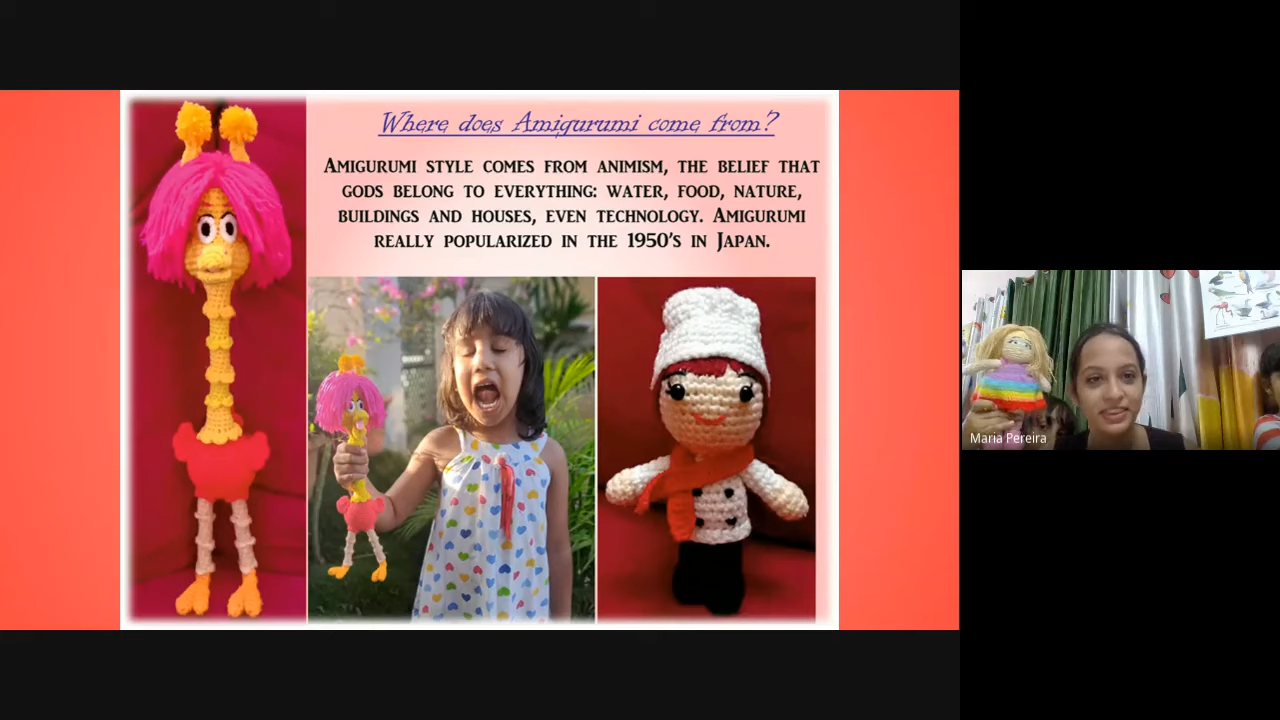 Where does Amigurumi come from?
Amigurumi style comes from animism, the belief that
gods belong to everything: water, food, nature,
buildings and houses, even technology. Amigurumi
really popularized in the 1950's in Japan.
Maria Pereira